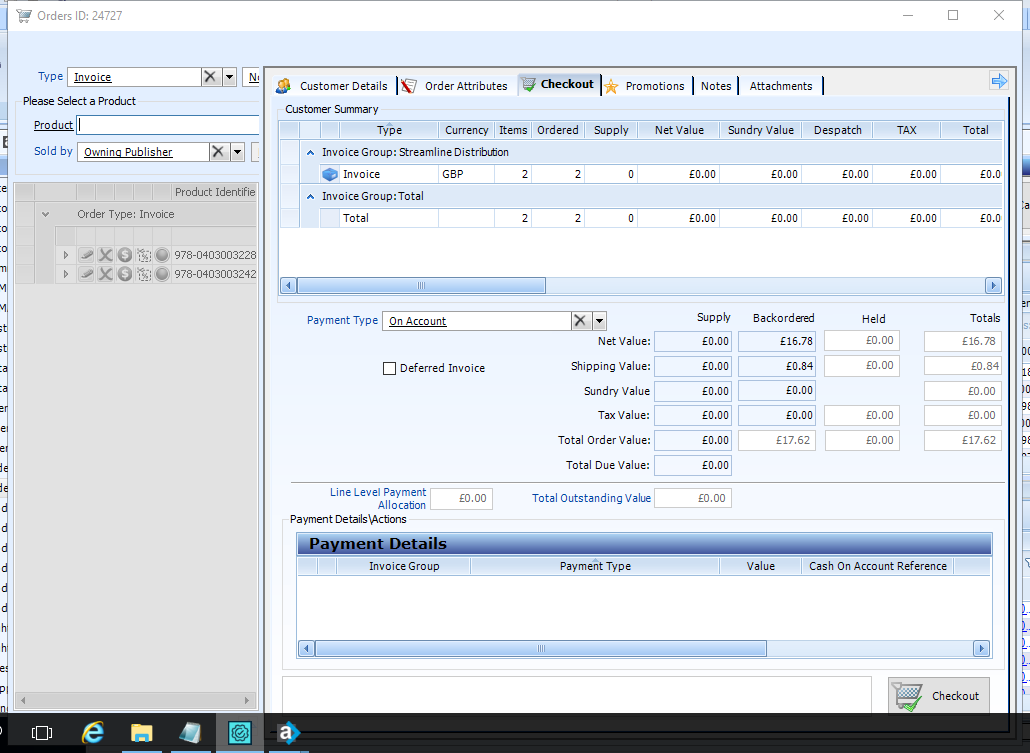 Orders ID: 24727
Type Invoice
Please Select a Product
Product
Sold by Owning Publisher
Product Identifie
Order Type: Invoice
978-0403003228
978-0403003242
Customer Details Order Attributes Checkout Promotions Notes Attachments
Customer Summary
Type Currency Items Ordered Supply Net Value Sundry Value Despatch TAX Total
Invoice Group: Streamline Distribution
Invoice GBP 2 2 0 £0.00 £0.00 £0.00 £0.00 £0.0
Invoice Group: Total
Total 2 2 0 £0.00 £0.00 £0.00 £0.00 £0.0
Payment Type On Account
Supply Backordered Held Totals
Net Value: £0.00 £16.78 £0.00 £16.78
Deferred Invoice
Shipping Value: £0.00 £0.84 £0.00 £0.84
Sundry Value £0.00 £0.00 £0.00
Tax Value: £0.00 £0.00 £0.00 £0.00
Total Order Value: £0.00 £17.62 £0.00 £17.62
Total Due Value: £0.00
Line Level Payment
Allocation £0.00
Total Outstanding Value £0.00
Payment Details\Actions
Payment Details
Invoice Group Payment Type Value Cash On Account Reference
Checkout